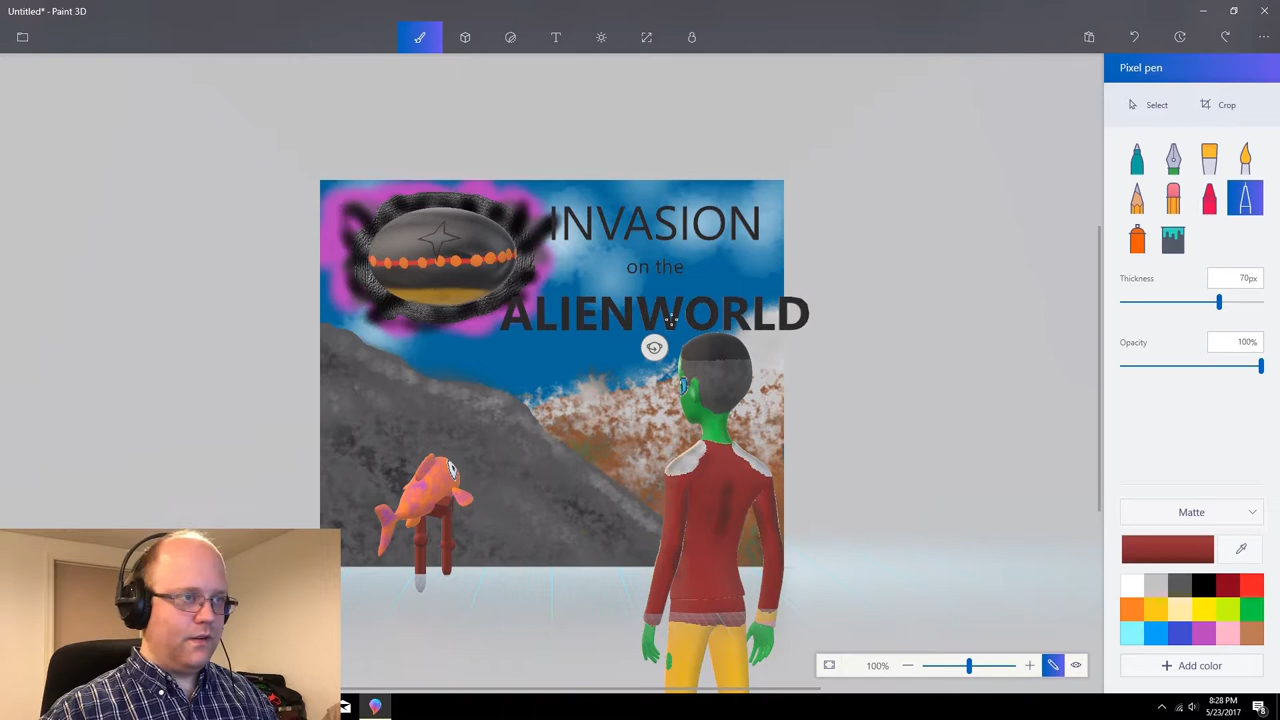 Untitled* - Paint 3D
Pixel pen
Select
Crop
INVASION
on the
ALIENWORLD
Thickness
70px
Opacity
100%
Matte
100%
Add color
8:28 PM
5/23/2017
8